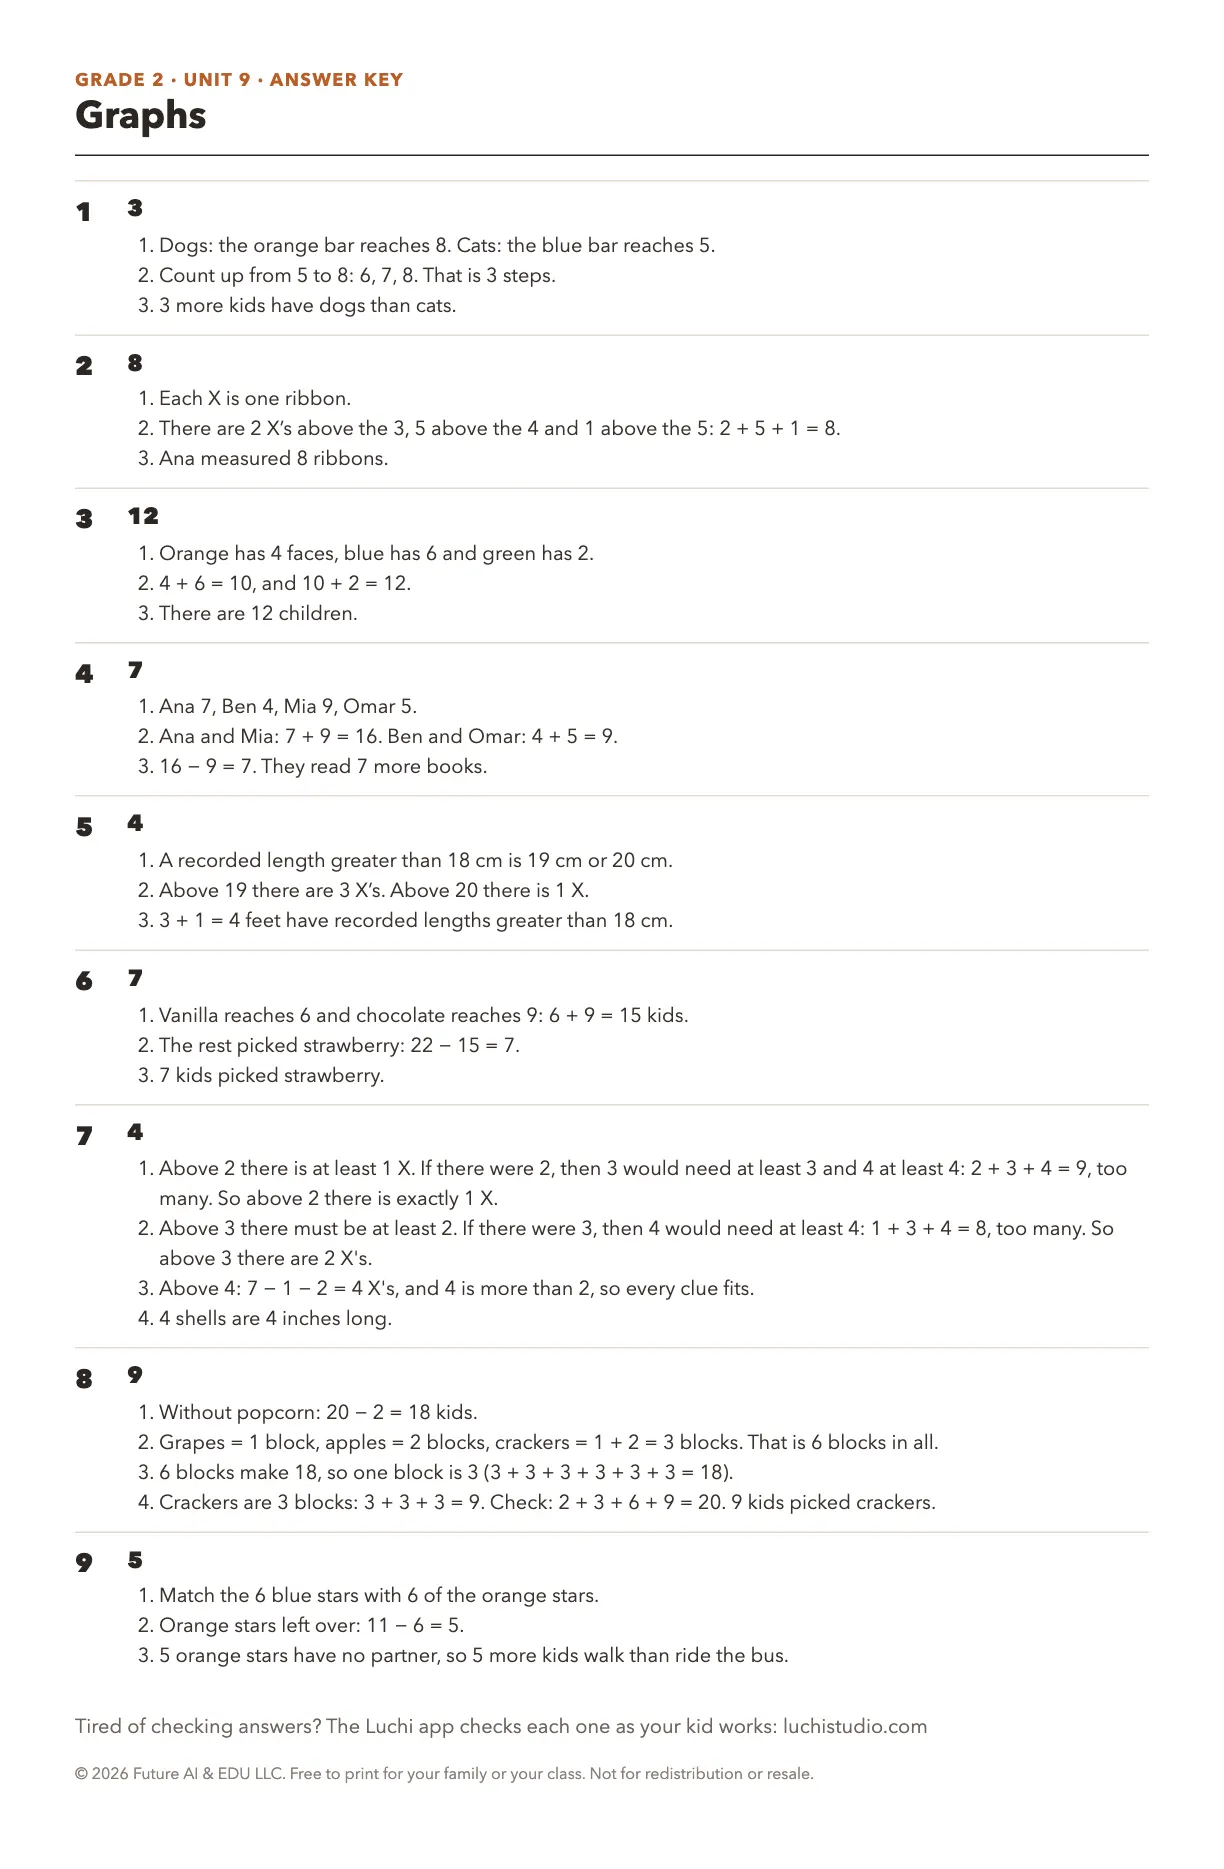 GRADE 2 · UNIT 9 · ANSWER KEY
Graphs
1 3
1. Dogs: the orange bar reaches 8. Cats: the blue bar reaches 5.
2. Count up from 5 to 8: 6, 7, 8. That is 3 steps.
3. 3 more kids have dogs than cats.
2 8
1. Each X is one ribbon.
2. There are 2 X’s above the 3, 5 above the 4 and 1 above the 5: 2 + 5 + 1 = 8.
3. Ana measured 8 ribbons.
3 12
1. Orange has 4 faces, blue has 6 and green has 2.
2. 4 + 6 = 10, and 10 + 2 = 12.
3. There are 12 children.
4 7
1. Ana 7, Ben 4, Mia 9, Omar 5.
2. Ana and Mia: 7 + 9 = 16. Ben and Omar: 4 + 5 = 9.
3. 16 − 9 = 7. They read 7 more books.
5 4
1. A recorded length greater than 18 cm is 19 cm or 20 cm.
2. Above 19 there are 3 X’s. Above 20 there is 1 X.
3. 3 + 1 = 4 feet have recorded lengths greater than 18 cm.
6 7
1. Vanilla reaches 6 and chocolate reaches 9: 6 + 9 = 15 kids.
2. The rest picked strawberry: 22 − 15 = 7.
3. 7 kids picked strawberry.
7 4
1. Above 2 there is at least 1 X. If there were 2, then 3 would need at least 3 and 4 at least 4: 2 + 3 + 4 = 9, too
many. So above 2 there is exactly 1 X.
2. Above 3 there must be at least 2. If there were 3, then 4 would need at least 4: 1 + 3 + 4 = 8, too many. So
above 3 there are 2 X's.
3. Above 4: 7 − 1 − 2 = 4 X's, and 4 is more than 2, so every clue fits.
4. 4 shells are 4 inches long.
8 9
1. Without popcorn: 20 − 2 = 18 kids.
2. Grapes = 1 block, apples = 2 blocks, crackers = 1 + 2 = 3 blocks. That is 6 blocks in all.
3. 6 blocks make 18, so one block is 3 (3 + 3 + 3 + 3 + 3 + 3 = 18).
4. Crackers are 3 blocks: 3 + 3 + 3 = 9. Check: 2 + 3 + 6 + 9 = 20. 9 kids picked crackers.
9 5
1. Match the 6 blue stars with 6 of the orange stars.
2. Orange stars left over: 11 − 6 = 5.
3. 5 orange stars have no partner, so 5 more kids walk than ride the bus.
Tired of checking answers? The Luchi app checks each one as your kid works: luchistudio.com
© 2026 Future AI & EDU LLC. Free to print for your family or your class. Not for redistribution or resale.